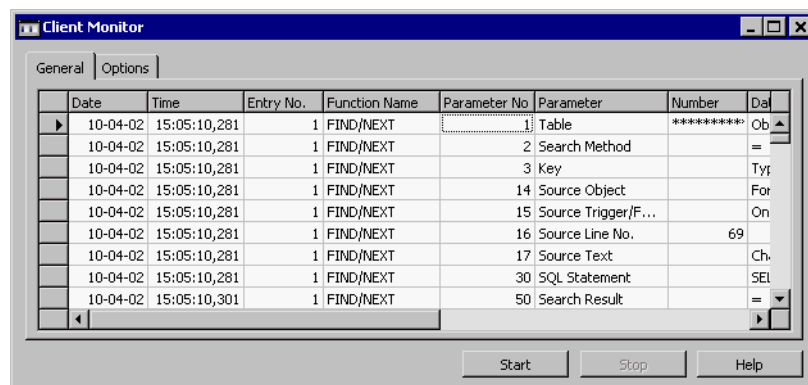 Client Monitor
General Options
Date Time Entry No. Function Name Parameter No Parameter Number Dat
10-04-02 15:05:10,281 1 FIND/NEXT 1 Table ********** Ob
10-04-02 15:05:10,281 1 FIND/NEXT 2 Search Method =
10-04-02 15:05:10,281 1 FIND/NEXT 3 Key Typ
10-04-02 15:05:10,281 1 FIND/NEXT 14 Source Object For
10-04-02 15:05:10,281 1 FIND/NEXT 15 Source Trigger/F... On
10-04-02 15:05:10,281 1 FIND/NEXT 16 Source Line No. 69
10-04-02 15:05:10,281 1 FIND/NEXT 17 Source Text Ch
10-04-02 15:05:10,281 1 FIND/NEXT 30 SQL Statement SEL
10-04-02 15:05:10,301 1 FIND/NEXT 50 Search Result =
Start Stop Help